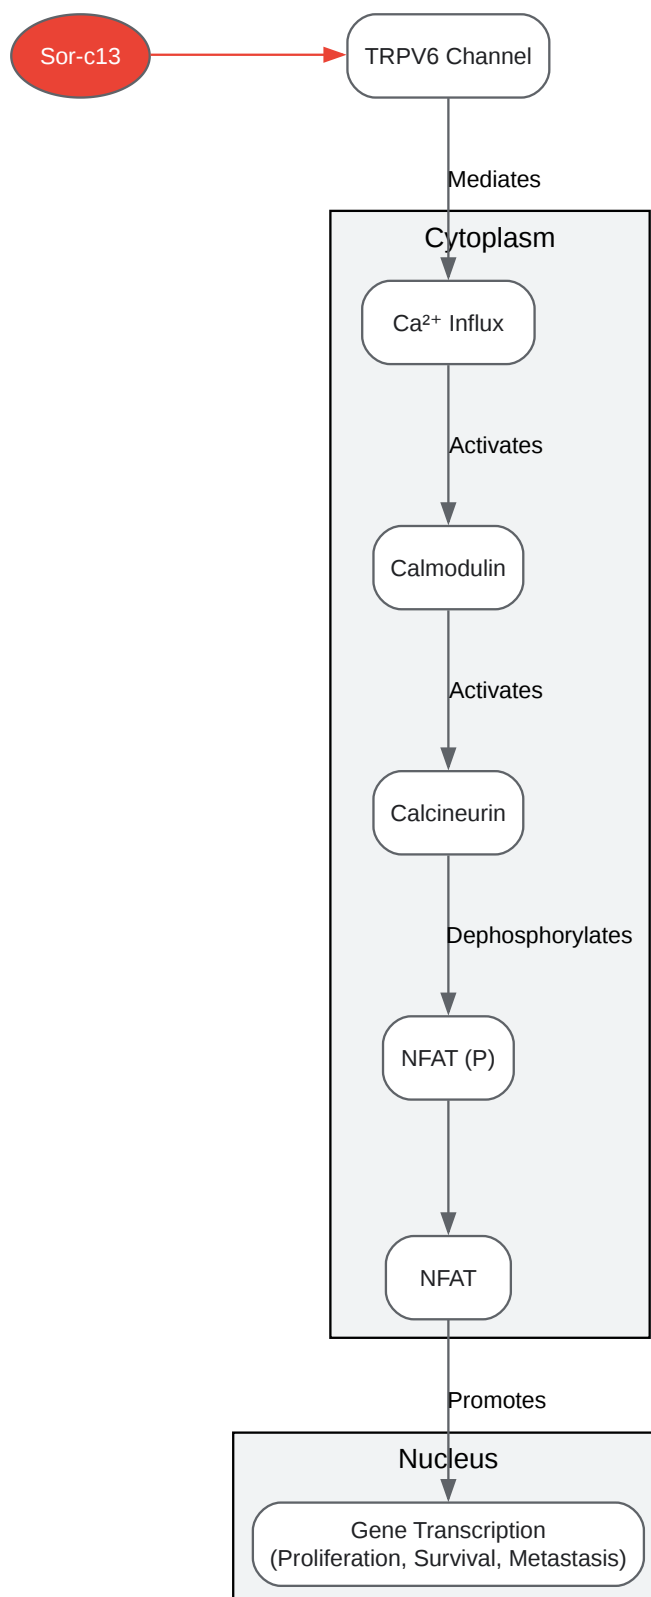 Sor-c13
TRPV6 Channel
Mediates
Cytoplasm
Ca²⁺ Influx
Activates
Calmodulin
Activates
Calcineurin
Dephosphorylates
NFAT (P)
NFAT
Promotes
Nucleus
Gene Transcription
(Proliferation, Survival, Metastasis)